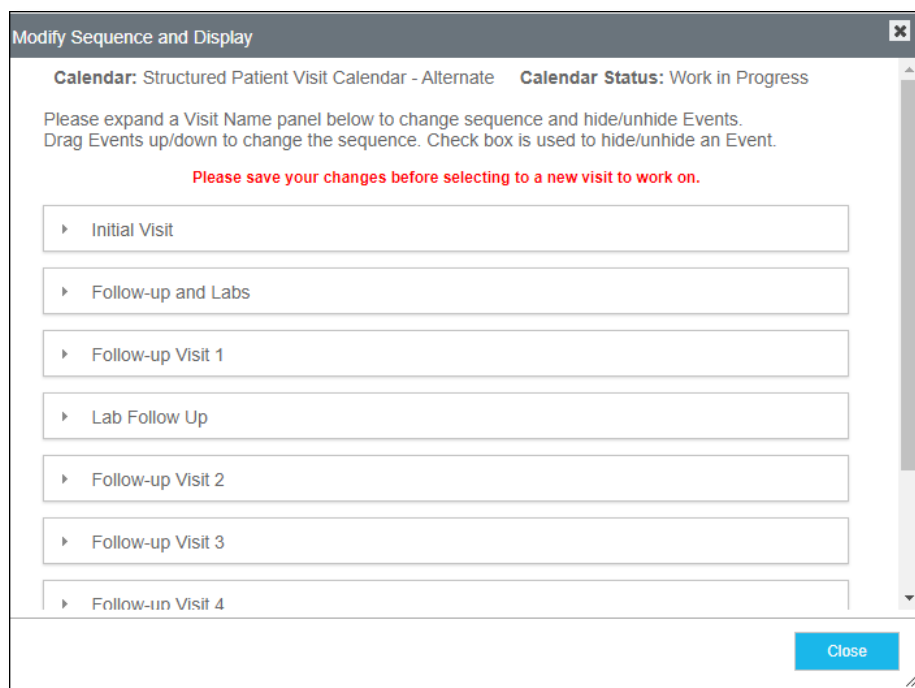 Modify Sequence and Display
Calendar: Structured Patient Visit Calendar - Alternate Calendar Status: Work in Progress
Please expand a Visit Name panel below to change sequence and hide/unhide Events.
Drag Events up/down to change the sequence. Check box is used to hide/unhide an Event.
Please save your changes before selecting to a new visit to work on.
Initial Visit
Follow-up and Labs
Follow-up Visit 1
Lab Follow Up
Follow-up Visit 2
Follow-up Visit 3
Follow-up Visit 4
Close